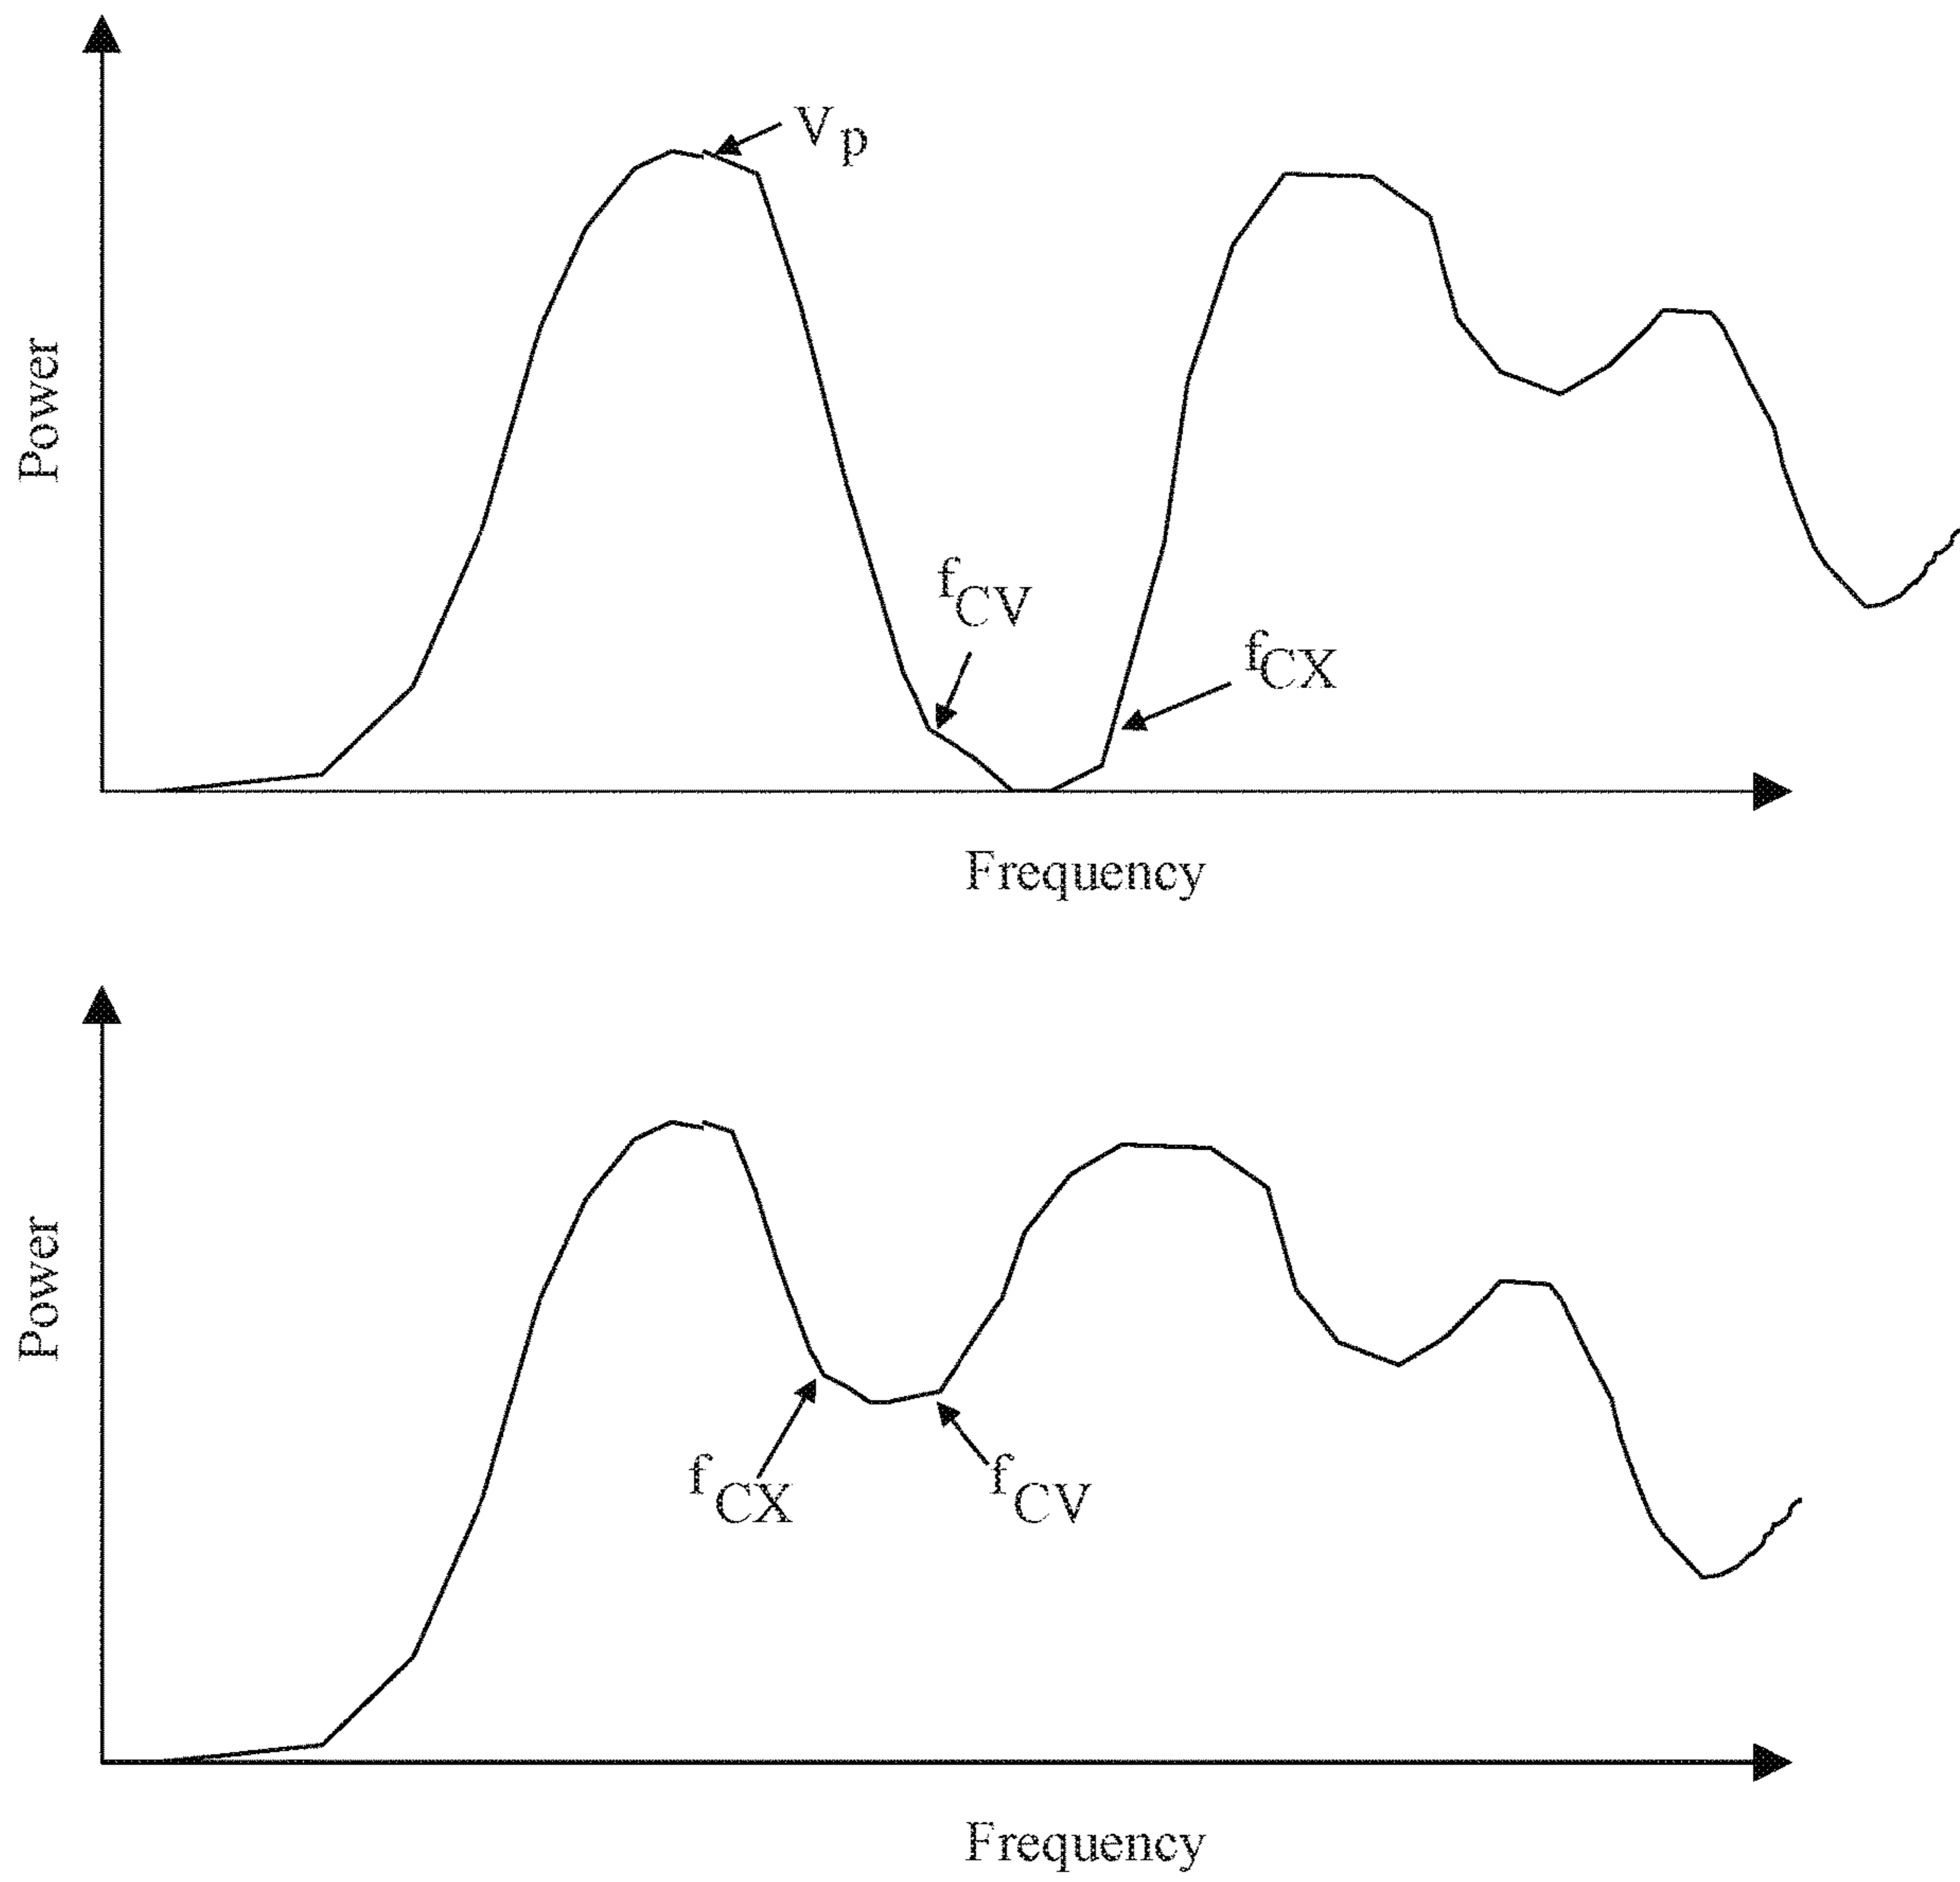 Vp
Power
fCV
fCX
Frequency
Power
fCX
fCV
Frequency